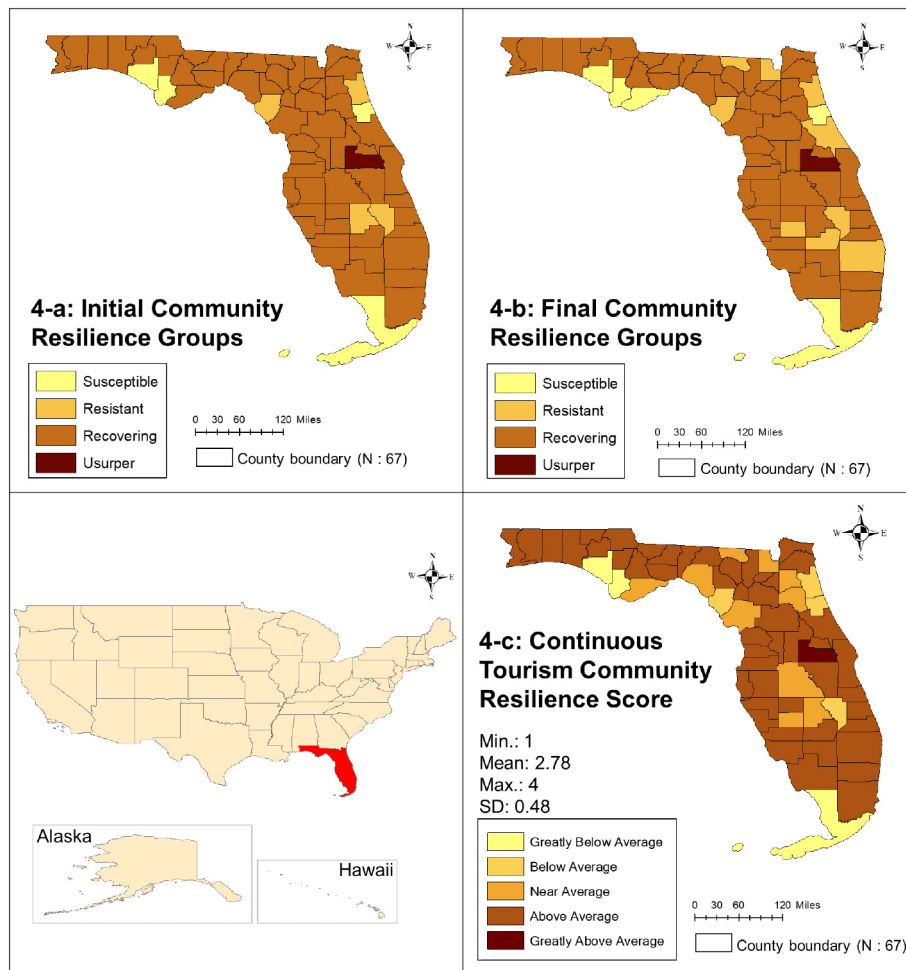 N
W
E
S
4-a: Initial Community
Resilience Groups
Susceptible
Resistant
Recovering
Usurper
0 30 60 120 Miles
County boundary (N : 67)
N
W
E
S
4-b: Final Community
Resilience Groups
Susceptible
Resistant
Recovering
Usurper
0 30 60 120 Miles
County boundary (N : 67)
N
W
E
S
Alaska
Hawaii
N
W
E
S
4-c: Continuous
Tourism Community
Resilience Score
Min.: 1
Mean: 2.78
Max.: 4
SD: 0.48
Greatly Below Average
Below Average
Near Average
Above Average
Greatly Above Average
0 30 60 120 Miles
County boundary (N : 67)